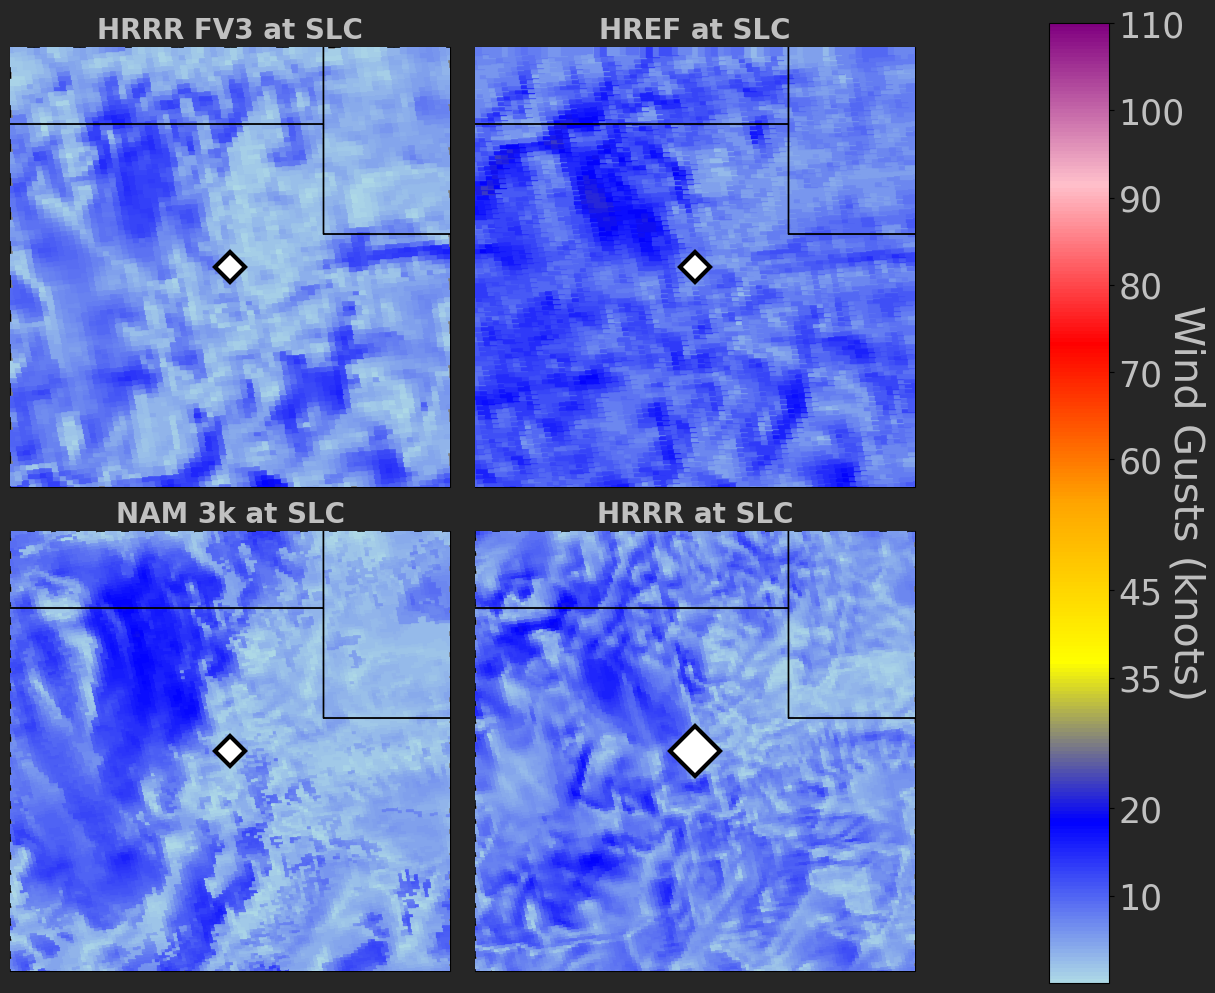 HRRR FV3 at SLC
HREF at SLC
NAM 3k at SLC
HRRR at SLC
110
100
90
80
70
60
45
35
20
10
Wind Gusts (knots)